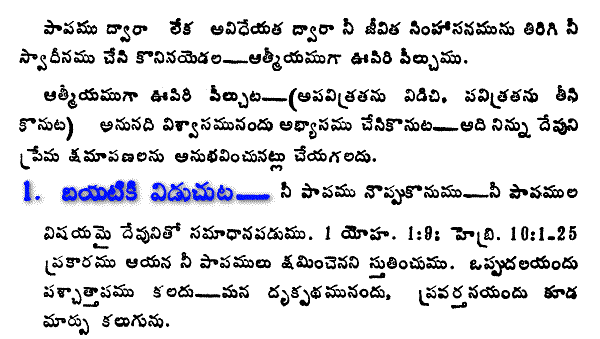 పాపము ద్వారా లేక అవిధేయత ద్వారా నీ జీవిత సింహాసనమును తిరిగి నీ
స్వాధీనము చేసి కొనినయెడల—ఆత్మీయముగా ఊపిరి పీల్చుము.
ఆత్మీయముగా ఊపిరి పీల్చుట—(అపవిత్రతను విడిచి, పవిత్రతను తీసి
కొనుట) అనునది విశ్వాసమునందు అభ్యాసము చేసికొనుట—అది నిన్ను దేవుని
ప్రేమ క్షమాపణలను అనుభవించునట్లు చేయగలదు.
1. బయటికి విడుచుట— నీ పాపము నొప్పుకొనుము—నీ పాపముల
విషయమై దేవునితో సమాధానపడుము. 1 యోహ. 1:9; హెబ్రి. 10:1-25
ప్రకారము ఆయన నీ పాపములు క్షమించెనని స్తుతించుము. ఒప్పుదలయందు
పశ్చాత్తాపము కలదు—మన దృక్పథమునందు, ప్రవర్తనయందు కూడ
మార్పు కలుగును.